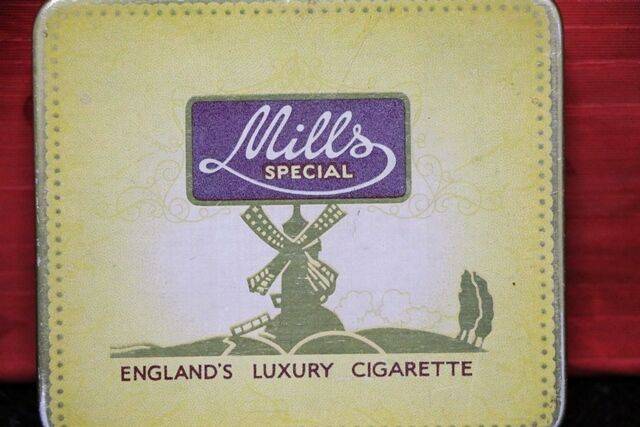 Mills
SPECIAL
ENGLAND'S LUXURY CIGARETTE